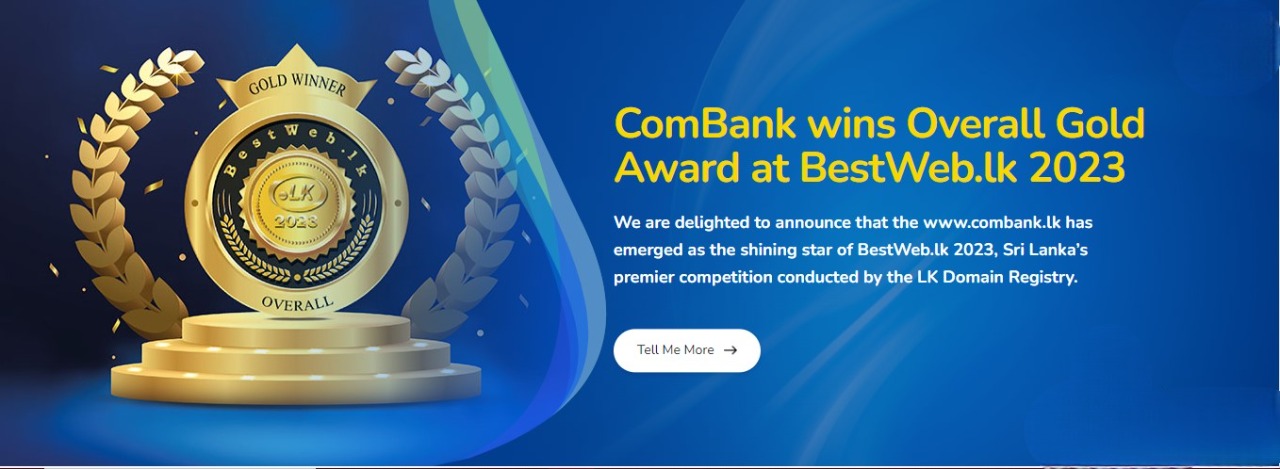 GOLD WINNER
BestWeb.lk
.LK
2023
OVERALL
ComBank wins Overall Gold
Award at BestWeb.lk 2023
We are delighted to announce that the www.combank.lk has
emerged as the shining star of BestWeb.lk 2023, Sri Lanka's
premier competition conducted by the LK Domain Registry.
Tell Me More →